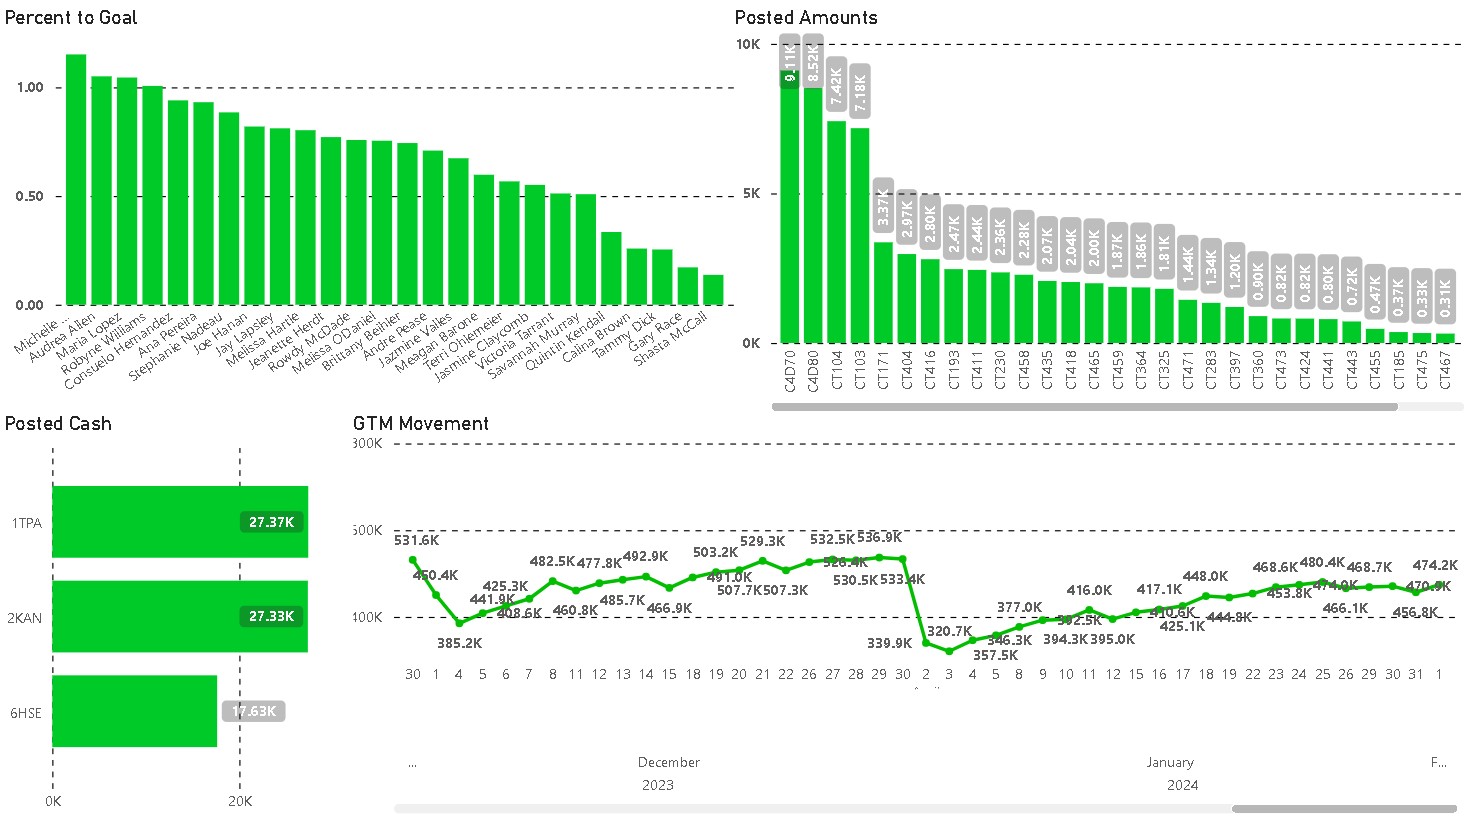 Percent to Goal
1.00
0.50
0.00
Michelle ...
Audrea Allen
Maria Lopez
Robyne Williams
Consuelo Hernandez
Ana Pereira
Stephanie Nadeau
Joe Hanan
Jay Lapsley
Melissa Hartle
Jeanette Herdt
Rowdy McDade
Melissa ODaniel
Brittany Beihler
Andre Pease
Jazmine Valles
Meagan Barone
Terri Ohlemeier
Jasmine Claycomb
Victoria Tarrant
Savannah Murray
Quintin Kendall
Calina Brown
Tammy Dick
Gary Race
Shasta McCall
Posted Amounts
10K
5K
0K
9.11K
8.52K
7.42K
7.18K
3.37K
2.97K
2.80K
2.47K
2.44K
2.36K
2.28K
2.07K
2.04K
2.00K
1.87K
1.86K
1.81K
1.44K
1.34K
1.20K
0.90K
0.82K
0.82K
0.80K
0.72K
0.47K
0.37K
0.33K
0.31K
C4D70
C4D80
CT104
CT103
CT171
CT404
CT416
CT193
CT411
CT230
CT458
CT435
CT418
CT465
CT459
CT364
CT325
CT471
CT283
CT397
CT360
CT473
CT424
CT441
CT443
CT455
CT185
CT475
CT467
Posted Cash
1TPA
27.37K
2KAN
27.33K
6HSE
17.63K
0K
20K
GTM Movement
800K
600K
400K
531.6K
450.4K
385.2K
441.9K
425.3K
408.6K
482.5K
460.8K
477.8K
485.7K
492.9K
466.9K
503.2K
491.0K
507.7K
529.3K
507.3K
532.5K
526.4K
530.5K
536.9K
533.4K
339.9K
320.7K
357.5K
346.3K
377.0K
394.3K
392.5K
416.0K
395.0K
417.1K
410.6K
425.1K
448.0K
444.8K
468.6K
453.8K
480.4K
474.0K
466.1K
468.7K
456.8K
470.9K
474.2K
30 1 4 5 6 7 8 11 12 13 14 15 18 19 20 21 22 26 27 28 29 30 2 3 4 5 8 9 10 11 12 15 16 17 18 19 22 23 24 25 26 29 30 31 1
... December January F...
2023 2024